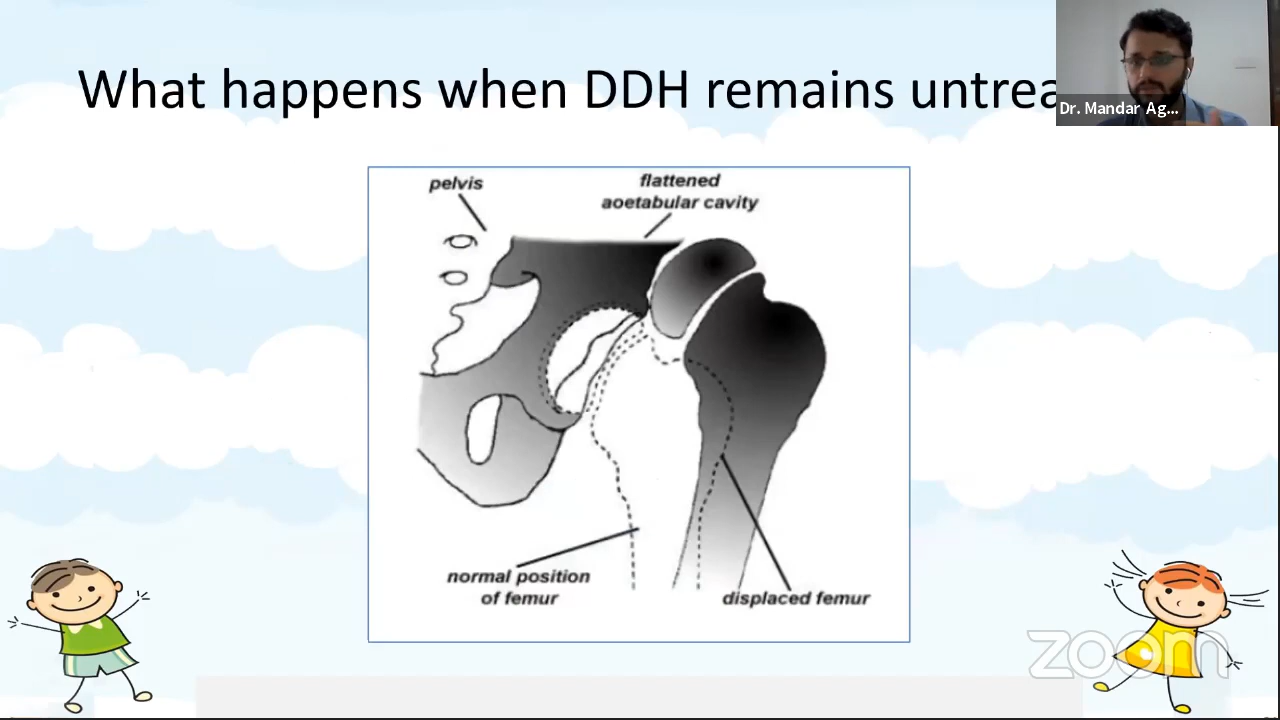 What happens when DDH remains untrea
Dr. Mandar Ag...
pelvis
flattened
aoetabular cavity
normal position
of femur
displaced femur
zoom